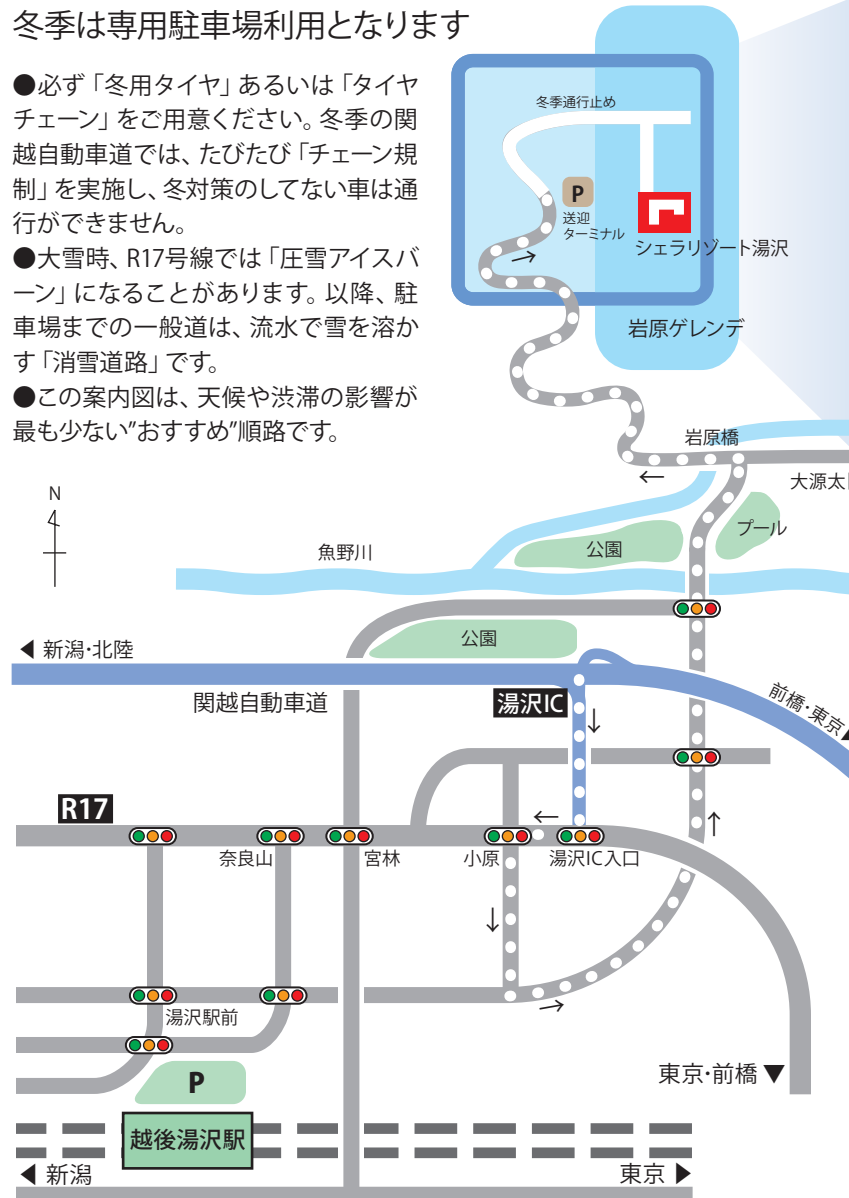 冬季は専用駐車場利用となります
●必ず「冬用タイヤ」あるいは「タイヤ
チェーン」をご用意ください。冬季の関
越自動車道では、たびたび「チェーン規
制」を実施し、冬対策のしてない車は通
行ができません。
●大雪時、R17号線では「圧雪アイスバ
ーン」になることがあります。以降、駐
車場までの一般道は、流水で雪を溶か
す「消雪道路」です。
●この案内図は、天候や渋滞の影響が
最も少ない”おすすめ”順路です。
冬季通行止め
P
送迎
ターミナル
シェラリゾート湯沢
岩原ゲレンデ
岩原橋
←
大源太
N
プール
公園
魚野川
公園
◀ 新潟・北陸
関越自動車道
湯沢IC
前橋・東京▲
R17
奈良山
宮林
小原
湯沢IC入口
湯沢駅前
P
東京・前橋 ▼
越後湯沢駅
◀ 新潟
東京 ▶